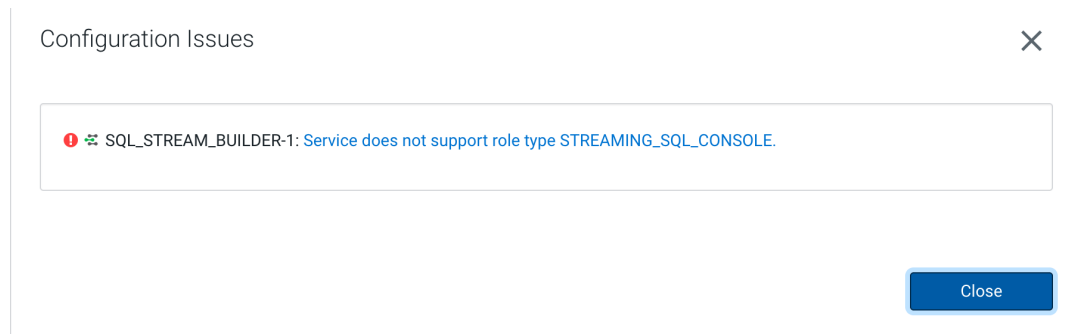 Configuration Issues
SQL_STREAM_BUILDER-1: Service does not support role type STREAMING_SQL_CONSOLE.
Close